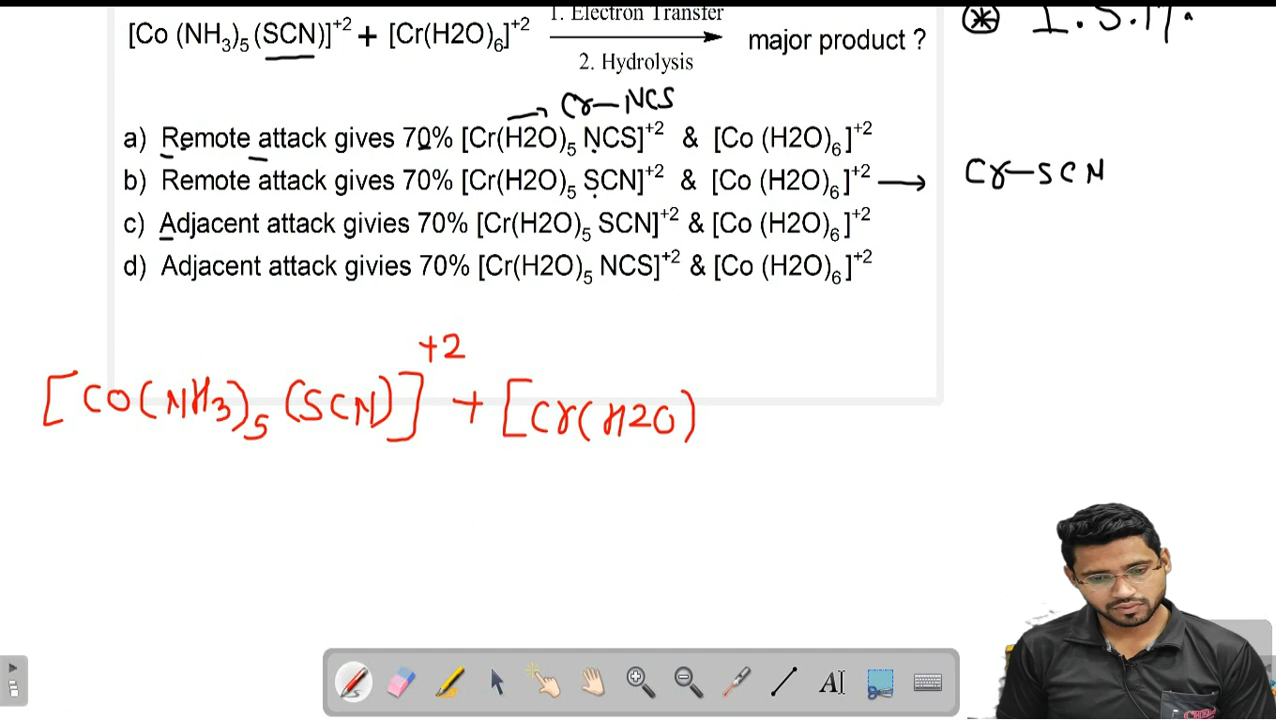 1. Electron Transfer
[Co (NH3)5 (SCN)]+2 + [Cr(H2O)6]+2 major product ?
2. Hydrolysis
Cr-NCS
a) Remote attack gives 70% [Cr(H2O)5 NCS]+2 & [Co (H2O)6]+2
b) Remote attack gives 70% [Cr(H2O)5 SCN]+2 & [Co (H2O)6]+2 → Cr-SCN
c) Adjacent attack givies 70% [Cr(H2O)5 SCN]+2 & [Co (H2O)6]+2
d) Adjacent attack givies 70% [Cr(H2O)5 NCS]+2 & [Co (H2O)6]+2
[CO(NH3)5 (SCN)]+2 + [Cr(H2O)
AI